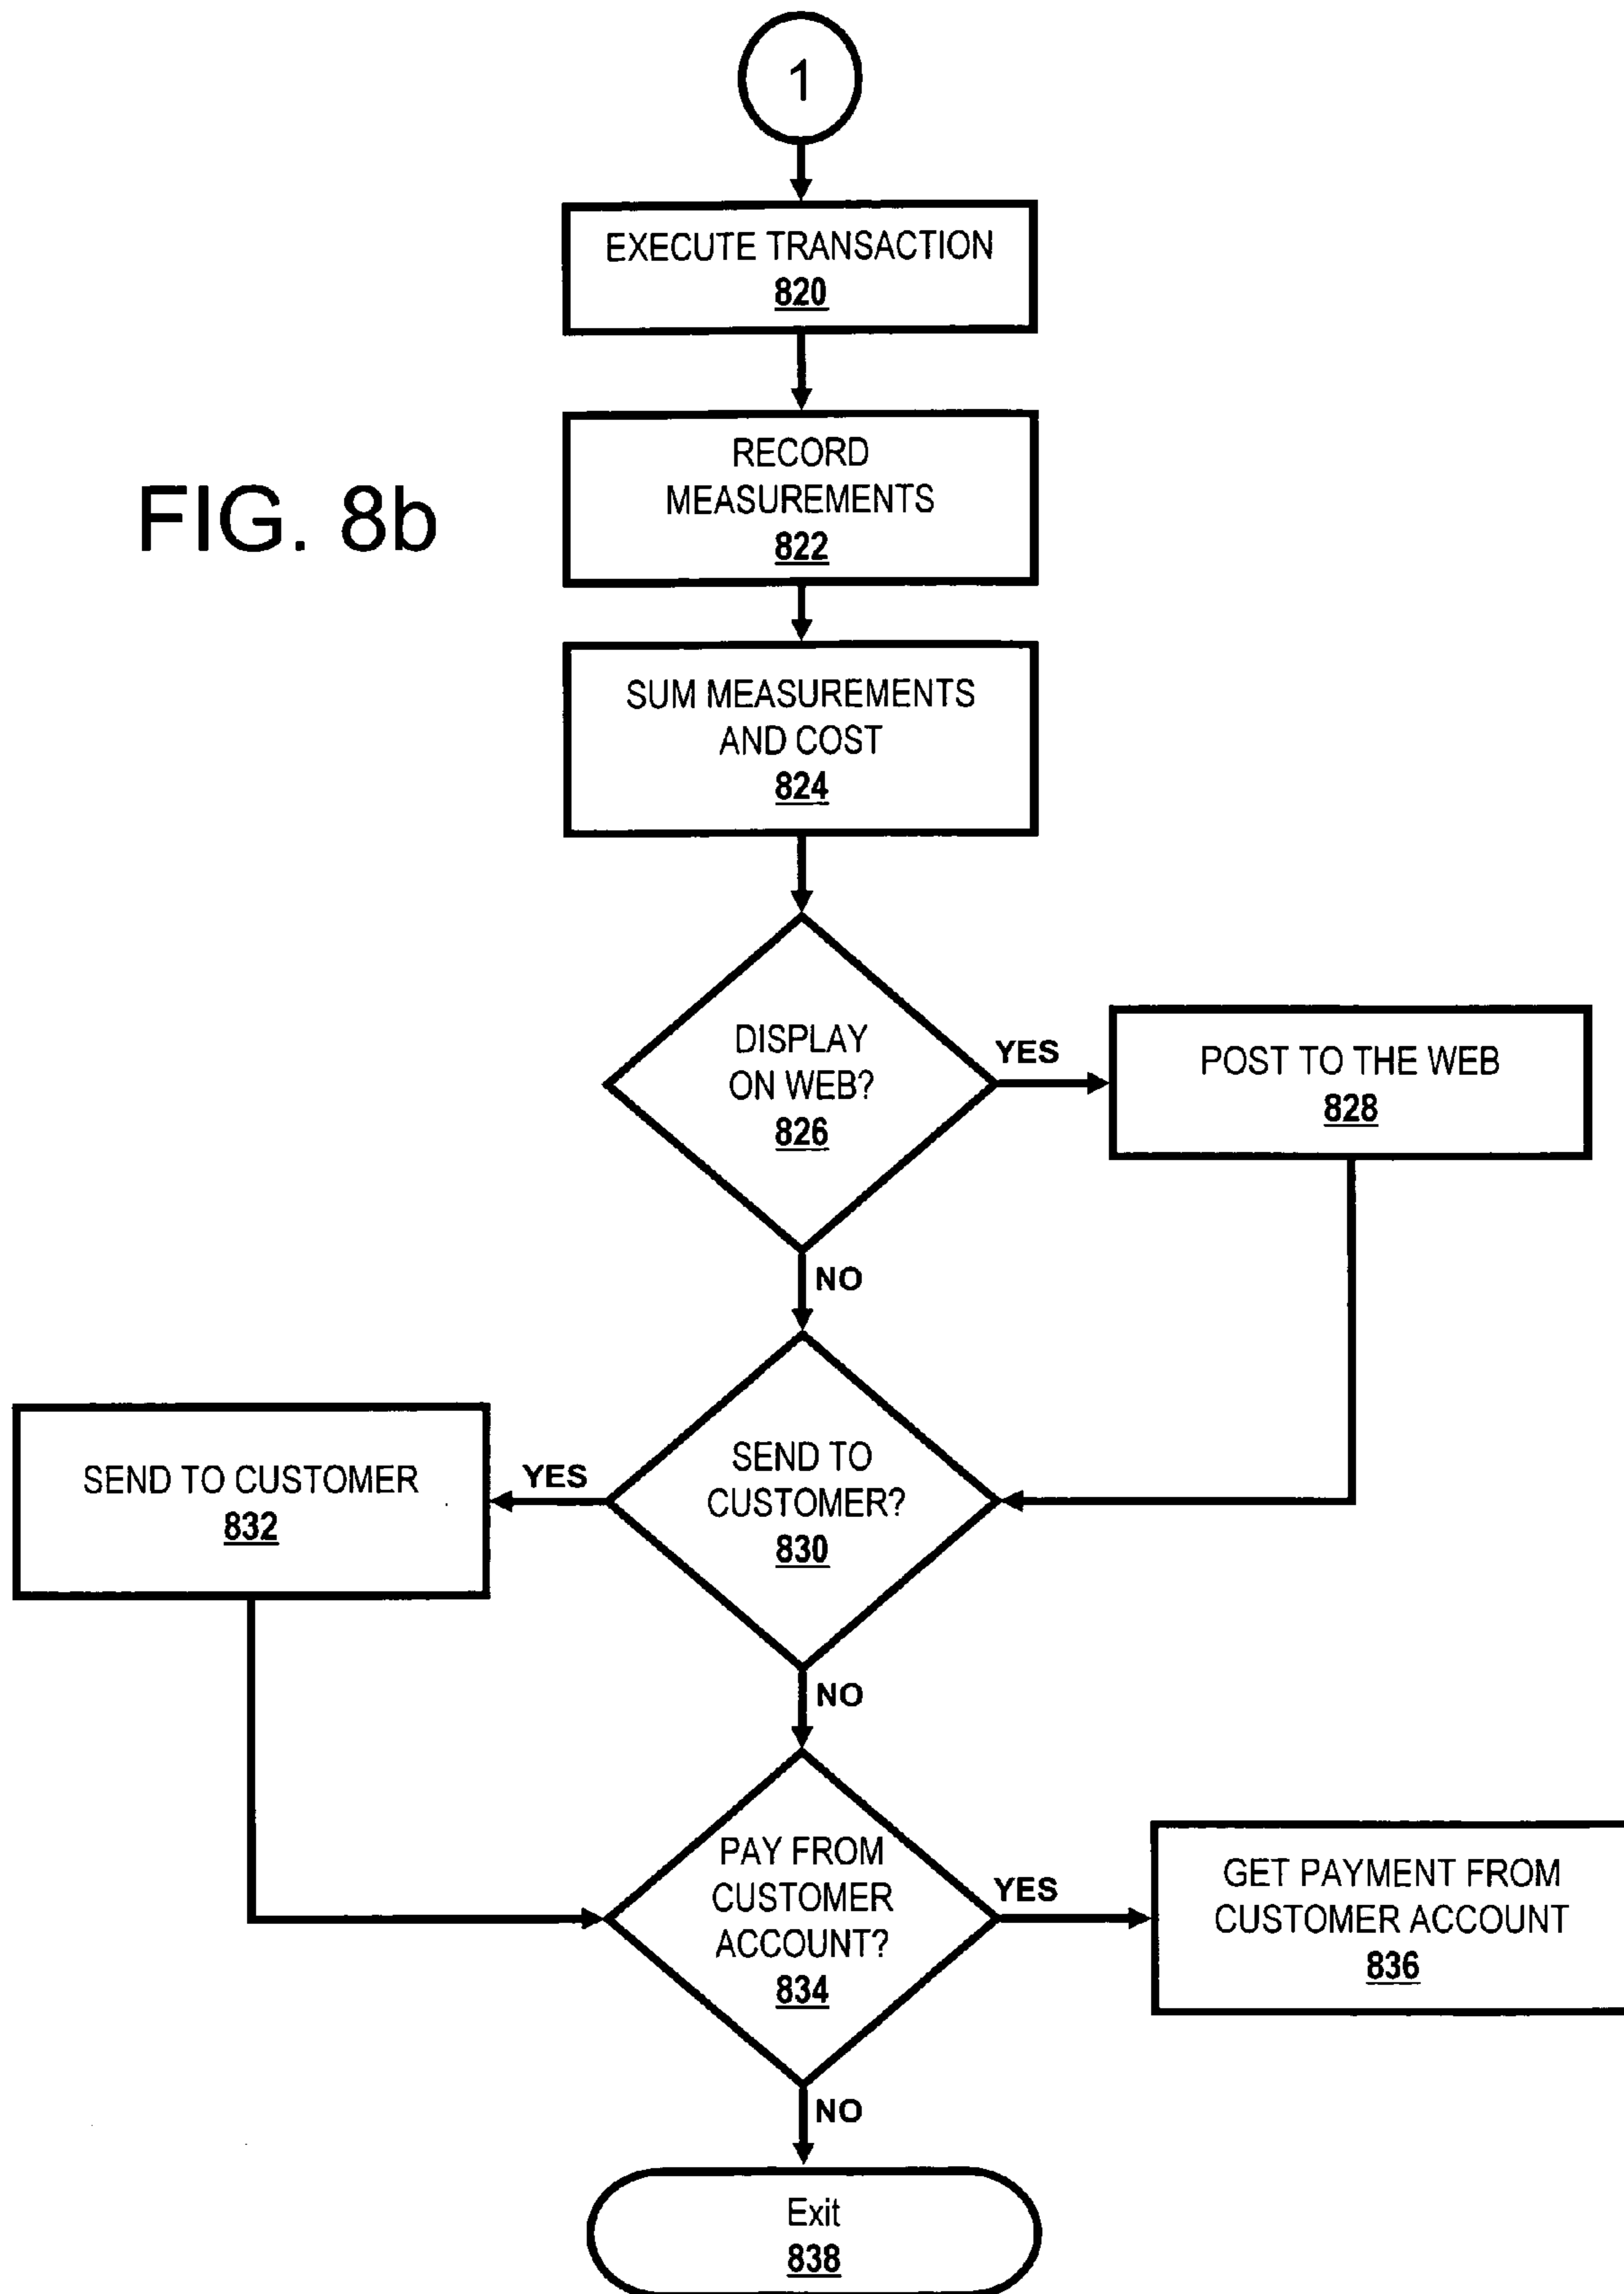 1
EXECUTE TRANSACTION
820
RECORD
MEASUREMENTS
822
FIG. 8b
SUM MEASUREMENTS
AND COST
824
DISPLAY
ON WEB?
826
YES
POST TO THE WEB
828
NO
SEND TO
CUSTOMER?
830
YES
SEND TO CUSTOMER
832
NO
PAY FROM
CUSTOMER
ACCOUNT?
834
YES
GET PAYMENT FROM
CUSTOMER ACCOUNT
836
NO
Exit
838